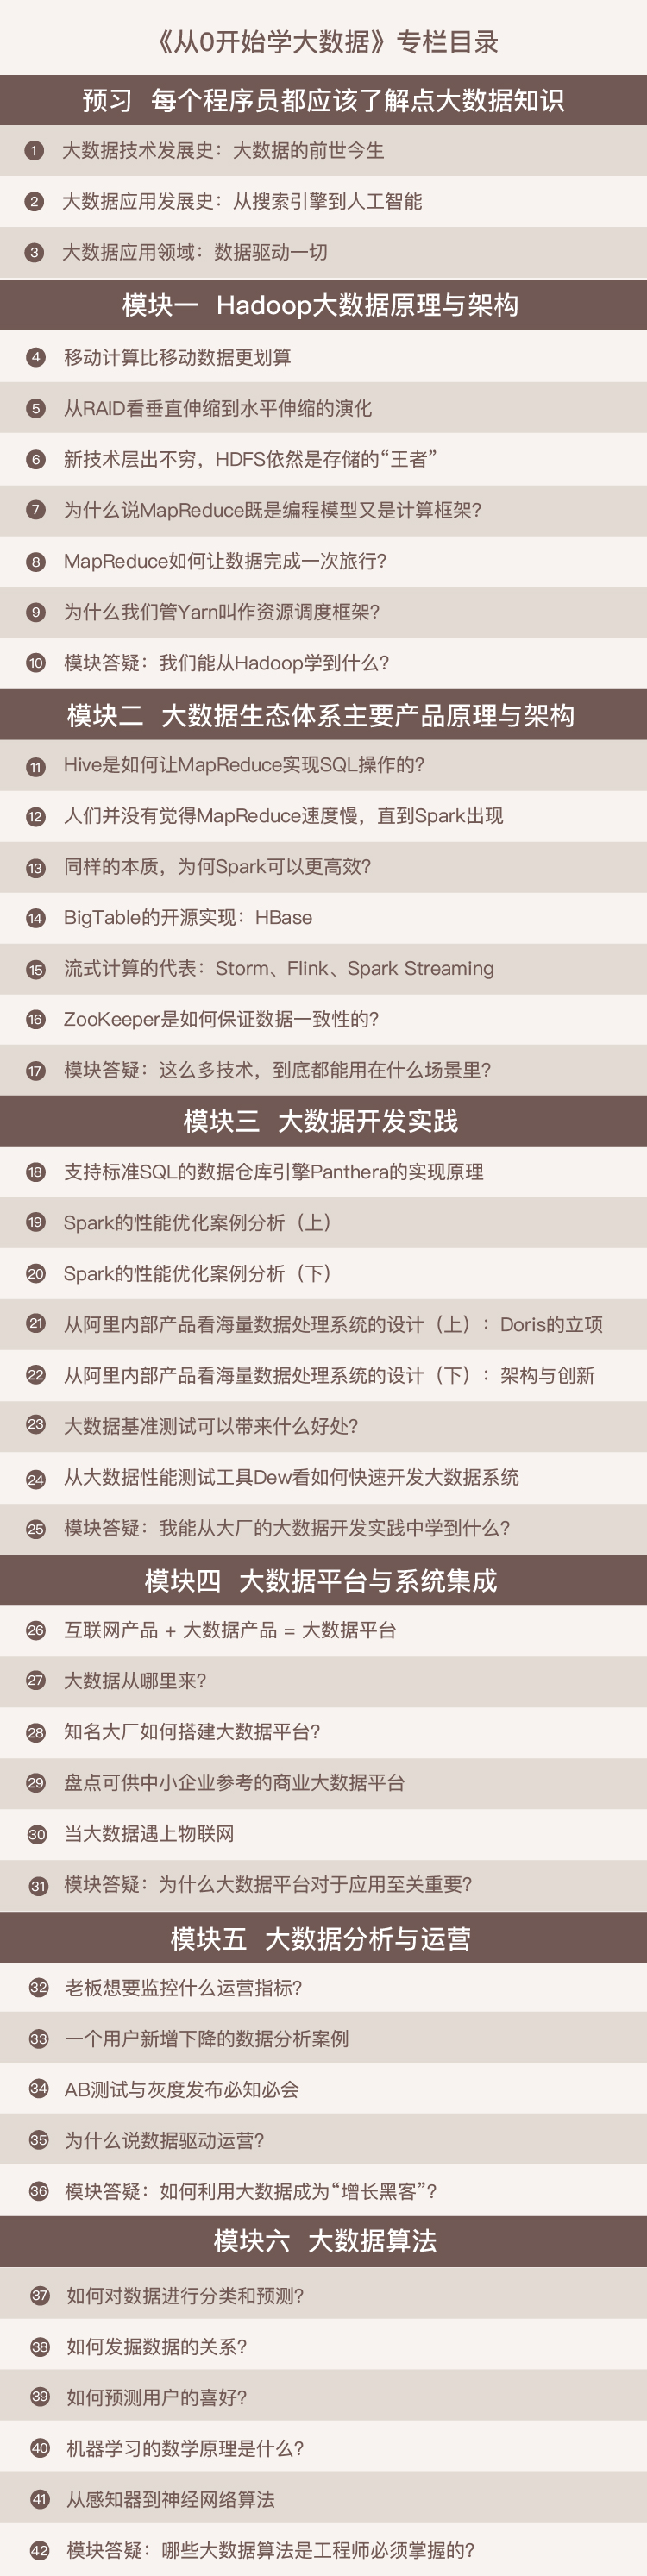 《从0开始学大数据》专栏目录
预习 每个程序员都应该了解点大数据知识
1 大数据技术发展史：大数据的前世今生
2 大数据应用发展史：从搜索引擎到人工智能
3 大数据应用领域：数据驱动一切
模块一 Hadoop大数据原理与架构
4 移动计算比移动数据更划算
5 从RAID看垂直伸缩到水平伸缩的演化
6 新技术层出不穷，HDFS依然是存储的“王者”
7 为什么说MapReduce既是编程模型又是计算框架？
8 MapReduce如何让数据完成一次旅行？
9 为什么我们管Yarn叫作资源调度框架？
10 模块答疑：我们能从Hadoop学到什么？
模块二 大数据生态体系主要产品原理与架构
11 Hive是如何让MapReduce实现SQL操作的？
12 人们并没有觉得MapReduce速度慢，直到Spark出现
13 同样的本质，为何Spark可以更高效？
14 BigTable的开源实现：HBase
15 流式计算的代表：Storm、Flink、Spark Streaming
16 ZooKeeper是如何保证数据一致性的？
17 模块答疑：这么多技术，到底都能用在什么场景里？
模块三 大数据开发实践
18 支持标准SQL的数据仓库引擎Panthera的实现原理
19 Spark的性能优化案例分析（上）
20 Spark的性能优化案例分析（下）
21 从阿里内部产品看海量数据处理系统的设计（上）：Doris的立项
22 从阿里内部产品看海量数据处理系统的设计（下）：架构与创新
23 大数据基准测试可以带来什么好处？
24 从大数据性能测试工具Dew看如何快速开发大数据系统
25 模块答疑：我能从大厂的大数据开发实践中学到什么？
模块四 大数据平台与系统集成
26 互联网产品 + 大数据产品 = 大数据平台
27 大数据从哪里来？
28 知名大厂如何搭建大数据平台？
29 盘点可供中小企业参考的商业大数据平台
30 当大数据遇上物联网
31 模块答疑：为什么大数据平台对于应用至关重要？
模块五 大数据分析与运营
32 老板想要监控什么运营指标？
33 一个用户新增下降的数据分析案例
34 AB测试与灰度发布必知必会
35 为什么说数据驱动运营？
36 模块答疑：如何利用大数据成为“增长黑客”？
模块六 大数据算法
37 如何对数据进行分类和预测？
38 如何发掘数据的关系？
39 如何预测用户的喜好？
40 机器学习的数学原理是什么？
41 从感知器到神经网络算法
42 模块答疑：哪些大数据算法是工程师必须掌握的？